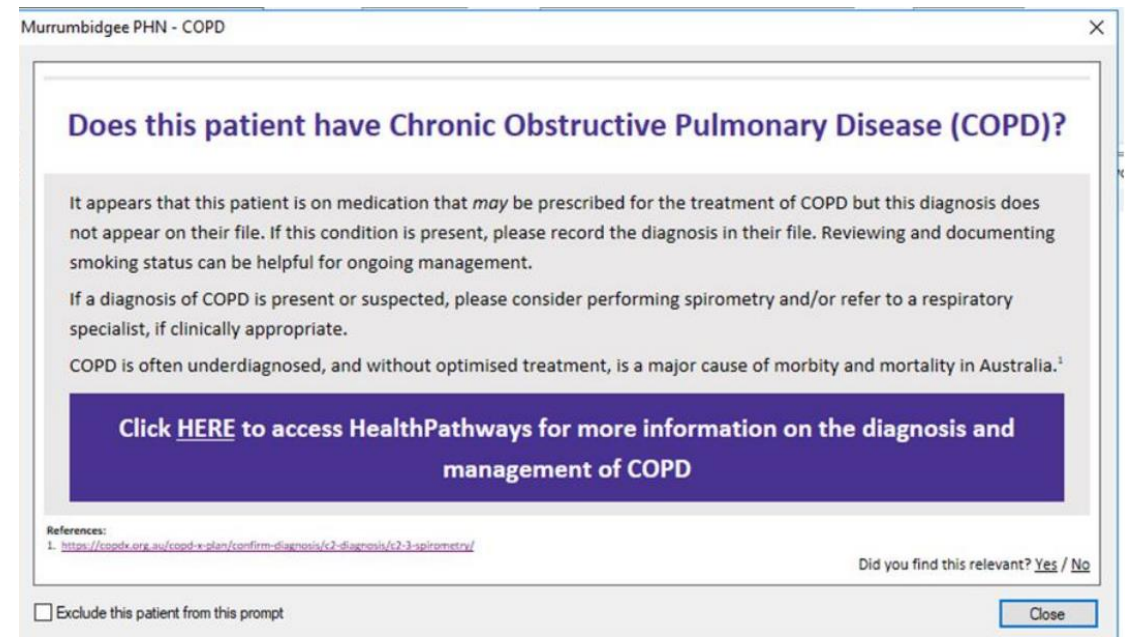 Murrumbidgee PHN - COPD
Does this patient have Chronic Obstructive Pulmonary Disease (COPD)?
It appears that this patient is on medication that may be prescribed for the treatment of COPD but this diagnosis does
not appear on their file. If this condition is present, please record the diagnosis in their file. Reviewing and documenting
smoking status can be helpful for ongoing management.
If a diagnosis of COPD is present or suspected, please consider performing spirometry and/or refer to a respiratory
specialist, if clinically appropriate.
COPD is often underdiagnosed, and without optimised treatment, is a major cause of morbity and mortality in Australia.¹
Click HERE to access HealthPathways for more information on the diagnosis and
management of COPD
References:
1. https://copdx.org.au/copd-x-plan/confirm-diagnosis/c2-diagnosis/c2-3-spirometry/
Did you find this relevant? Yes / No
Exclude this patient from this prompt
Close